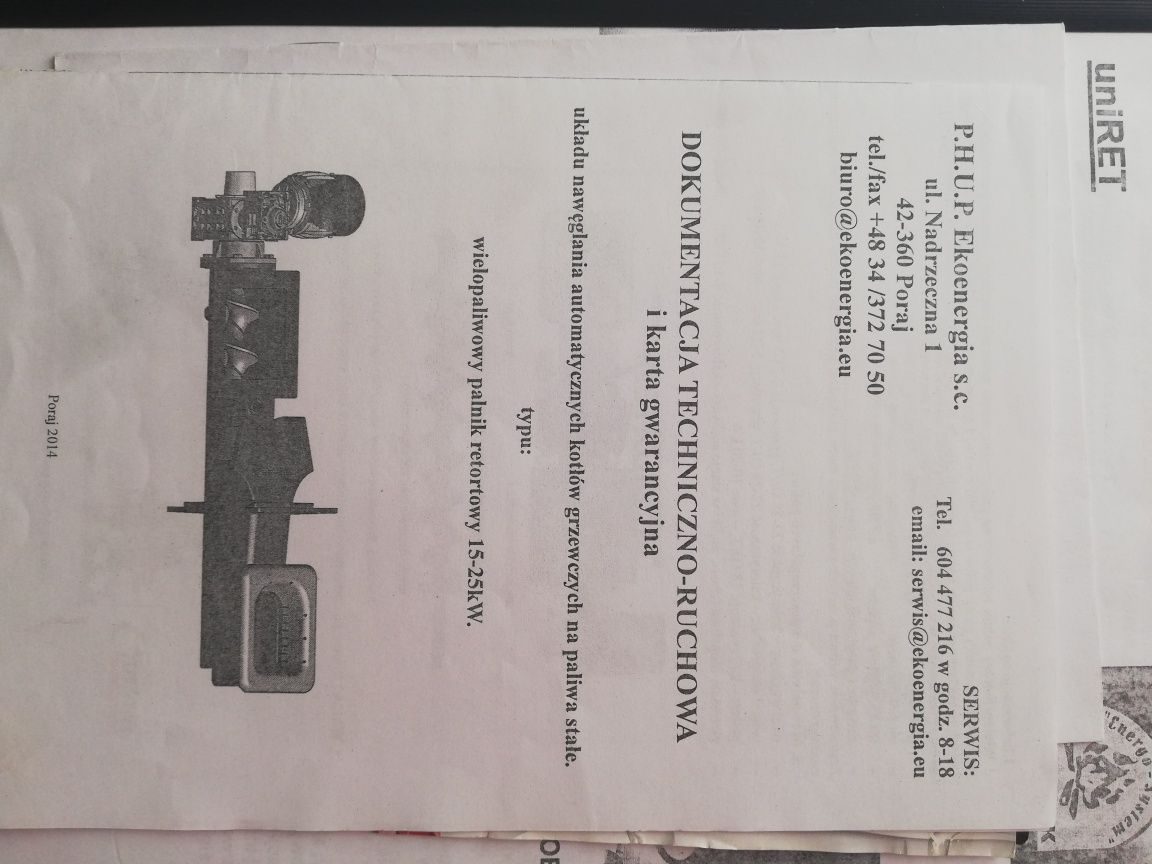 P.H.U.P. Ekoenergia s.c.
ul. Nadrzeczna 1
42-360 Poraj
tel./fax +48 34 /372 70 50
biuro@ekoenergia.eu
SERWIS:
Tel. 604 477 216 w godz. 8-18
email: serwis@ekoenergia.eu
DOKUMENTACJA TECHNICZNO-RUCHOWA
i karta gwarancyjna
układu nawęglania automatycznych kotłów grzewczych na paliwa stałe.
typu:
wielopaliwowy palnik retortowy 15-25kW.
Poraj 2014
uniRET
"Energo - System"
K